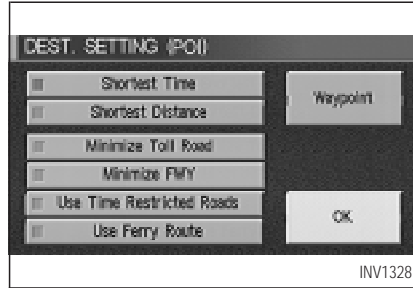 DEST. SETTING (POI)
Shortest Time
Shortest Distance
Waypoint
Minimize Toll Road
Minimize FWY
Use Time Restricted Roads
Use Ferry Route
OK
INV1328